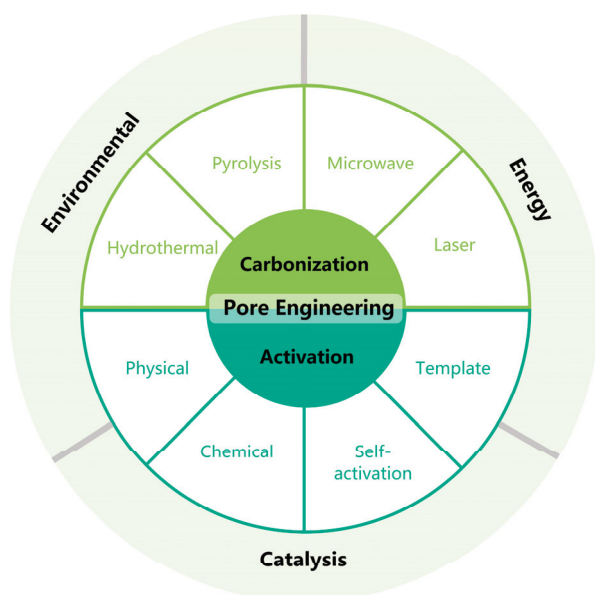 Environmental
Energy
Pyrolysis
Microwave
Hydrothermal
Laser
Carbonization
Pore Engineering
Activation
Physical
Template
Chemical
Self-
activation
Catalysis